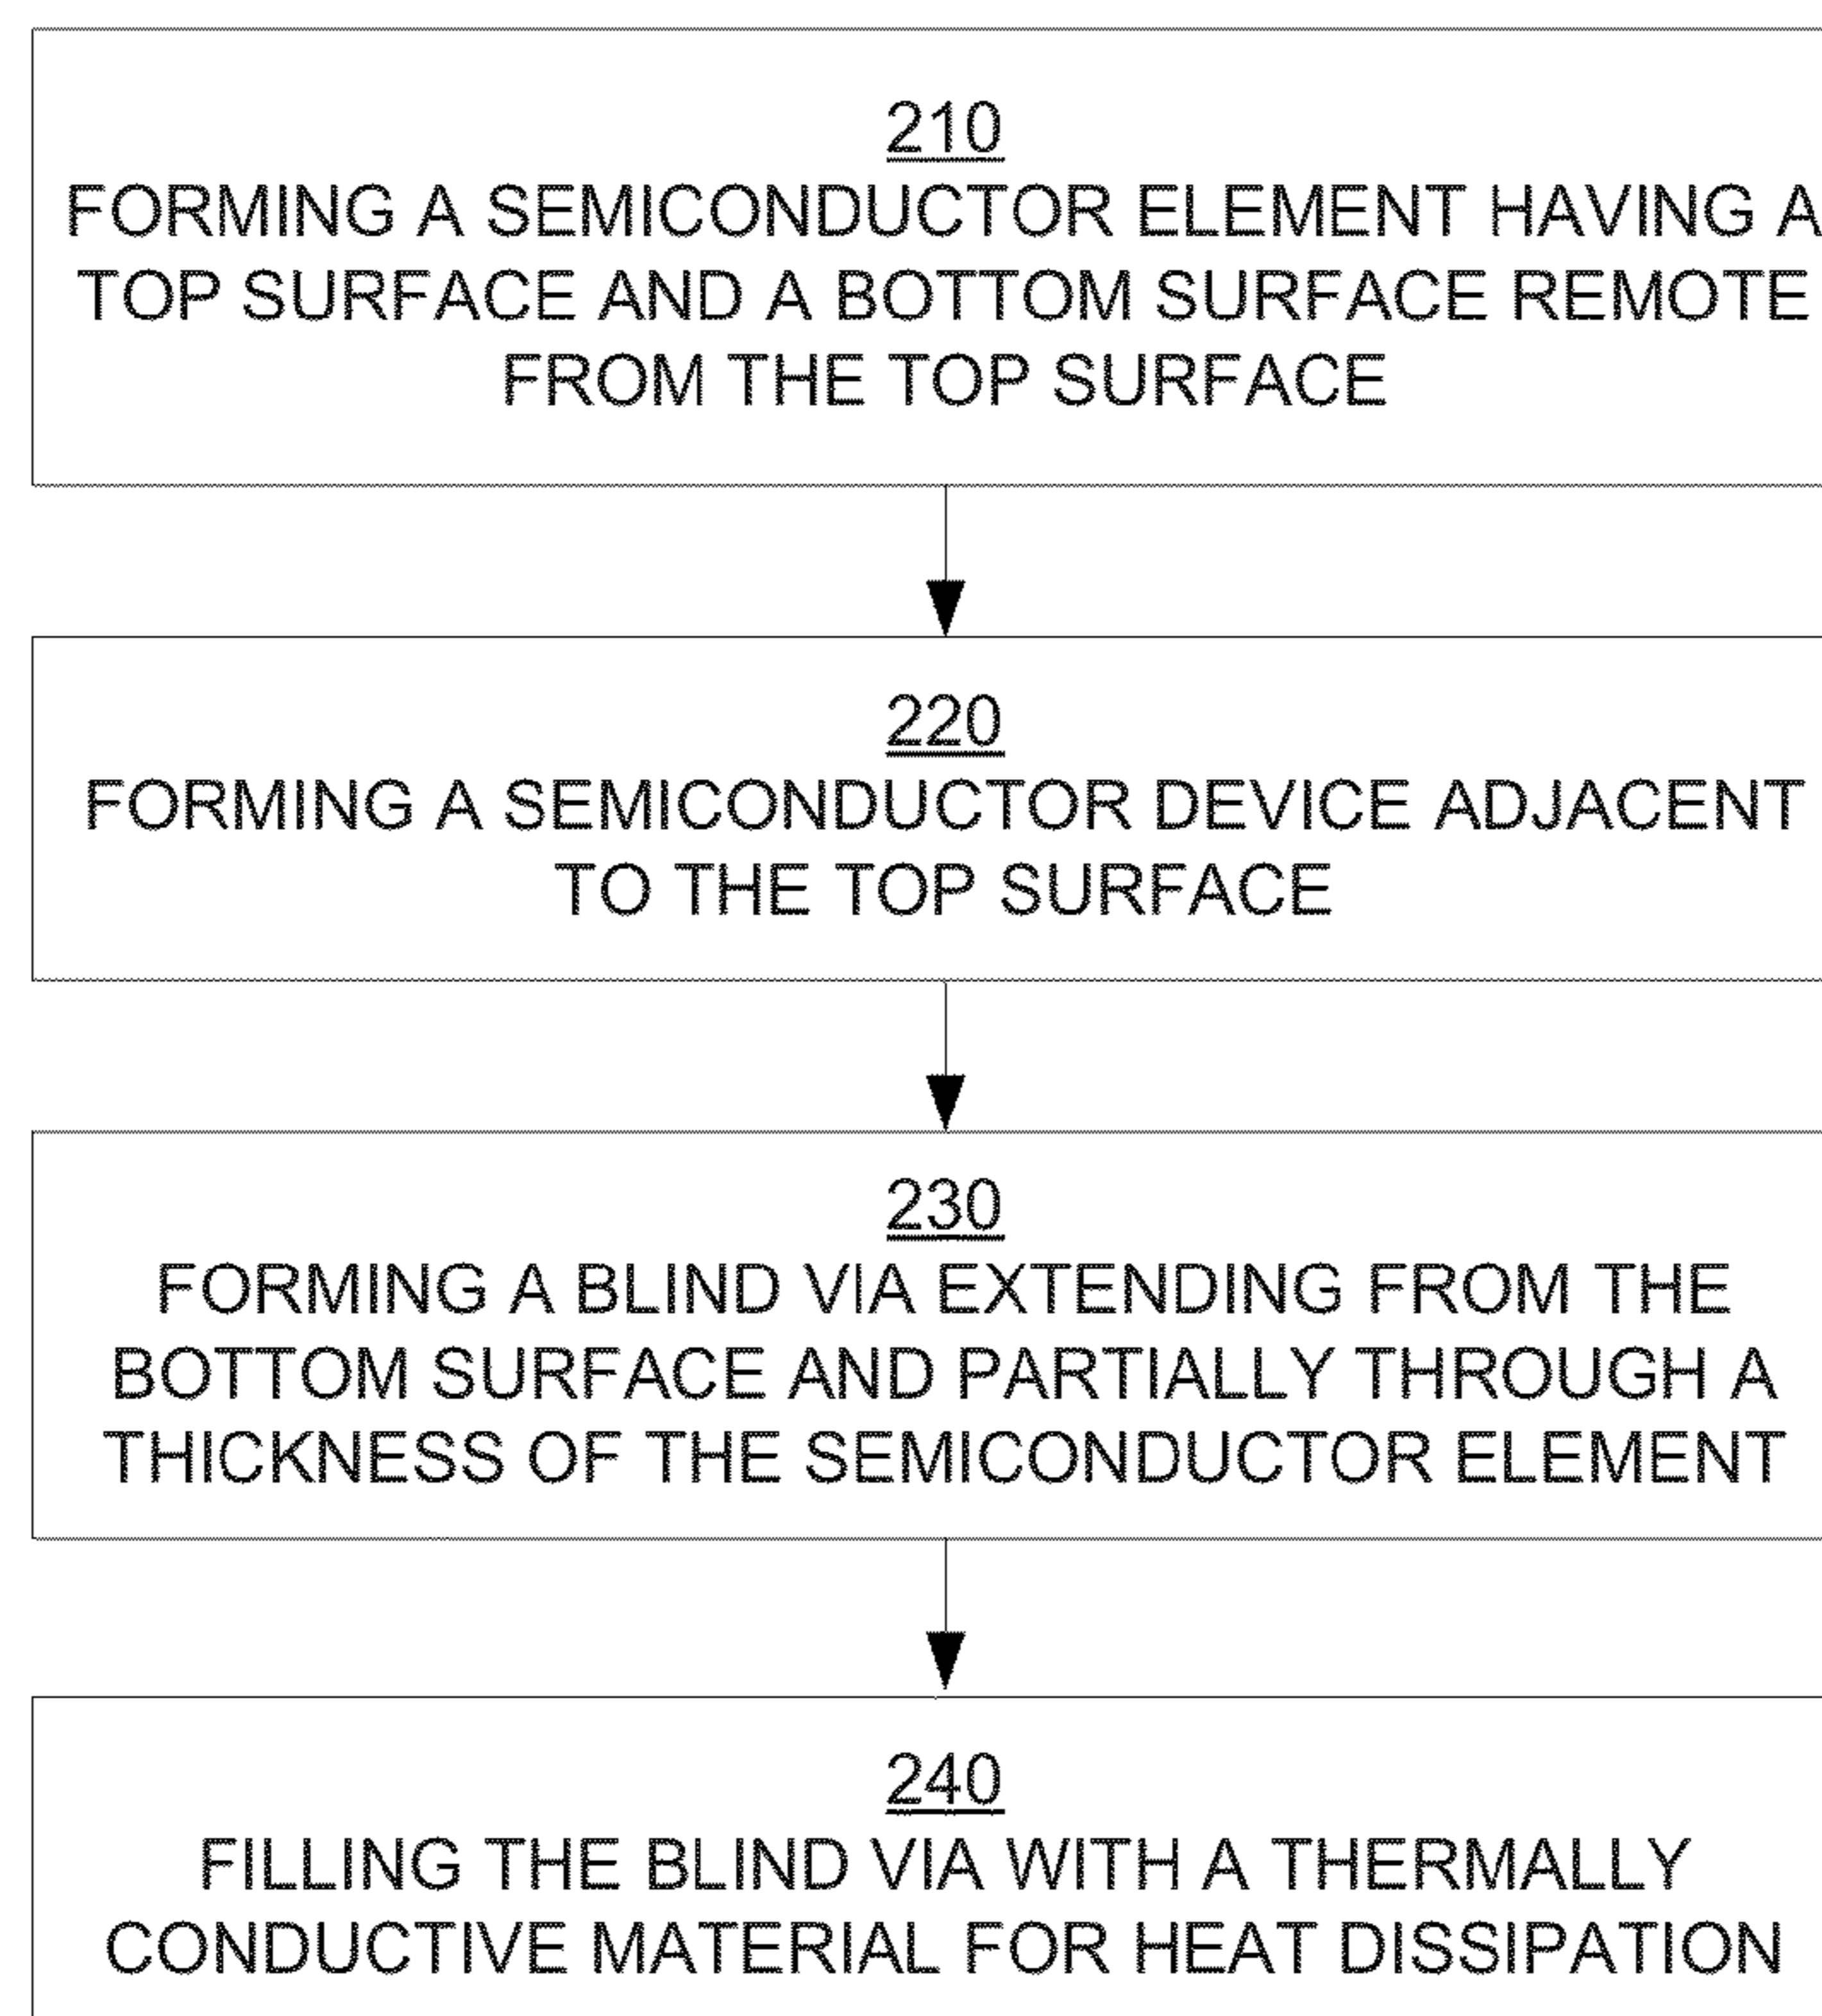 210
FORMING A SEMICONDUCTOR ELEMENT HAVING A
TOP SURFACE AND A BOTTOM SURFACE REMOTE
FROM THE TOP SURFACE
220
FORMING A SEMICONDUCTOR DEVICE ADJACENT
TO THE TOP SURFACE
230
FORMING A BLIND VIA EXTENDING FROM THE
BOTTOM SURFACE AND PARTIALLY THROUGH A
THICKNESS OF THE SEMICONDUCTOR ELEMENT
240
FILLING THE BLIND VIA WITH A THERMALLY
CONDUCTIVE MATERIAL FOR HEAT DISSIPATION